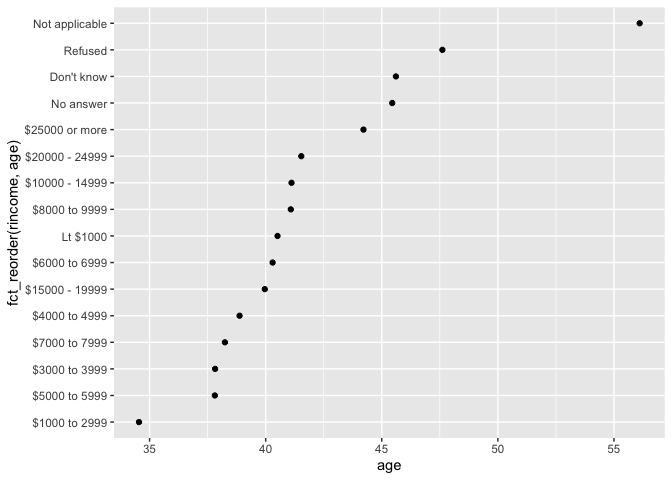 Not applicable
Refused
Don't know
No answer
$25000 or more
$20000 - 24999
$10000 - 14999
$8000 to 9999
Lt $1000
$6000 to 6999
$15000 - 19999
$4000 to 4999
$7000 to 7999
$3000 to 3999
$5000 to 5999
$1000 to 2999
fct_reorder(rincome, age)
35 40 45 50 55
age